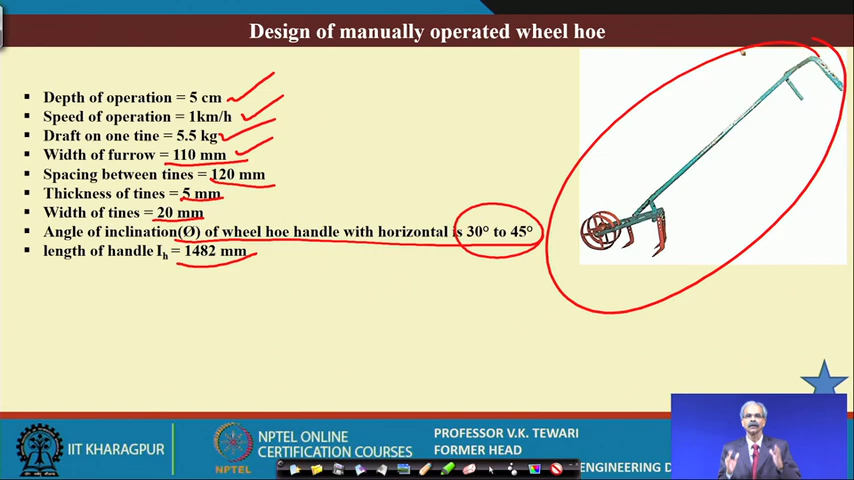 Design of manually operated wheel hoe
▪ Depth of operation = 5 cm
▪ Speed of operation = 1km/h
▪ Draft on one tine = 5.5 kg
▪ Width of furrow = 110 mm
▪ Spacing between tines = 120 mm
▪ Thickness of tines = 5 mm
▪ Width of tines = 20 mm
▪ Angle of inclination(Ø) of wheel hoe handle with horizontal is 30° to 45°
▪ length of handle Ih = 1482 mm
IIT KHARAGPUR
NPTEL
NPTEL ONLINE
CERTIFICATION COURSES
PROFESSOR V.K. TEWARI
FORMER HEAD
ENGINEERING D